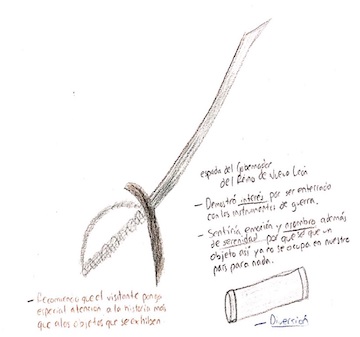 espada del Gobernador
del Reino de Nuevo León
- Demostró interés por ser enterrado
con los instrumentos de guerra.
- Sentiría emoción y asombro además
de serenidad por que se que un
objeto así ya no se ocupa en nuestro
país para nada.
- Recomiendo que el visitante ponga
especial atención a la historia más
que a los objetos que se exhiben.
- Diversión